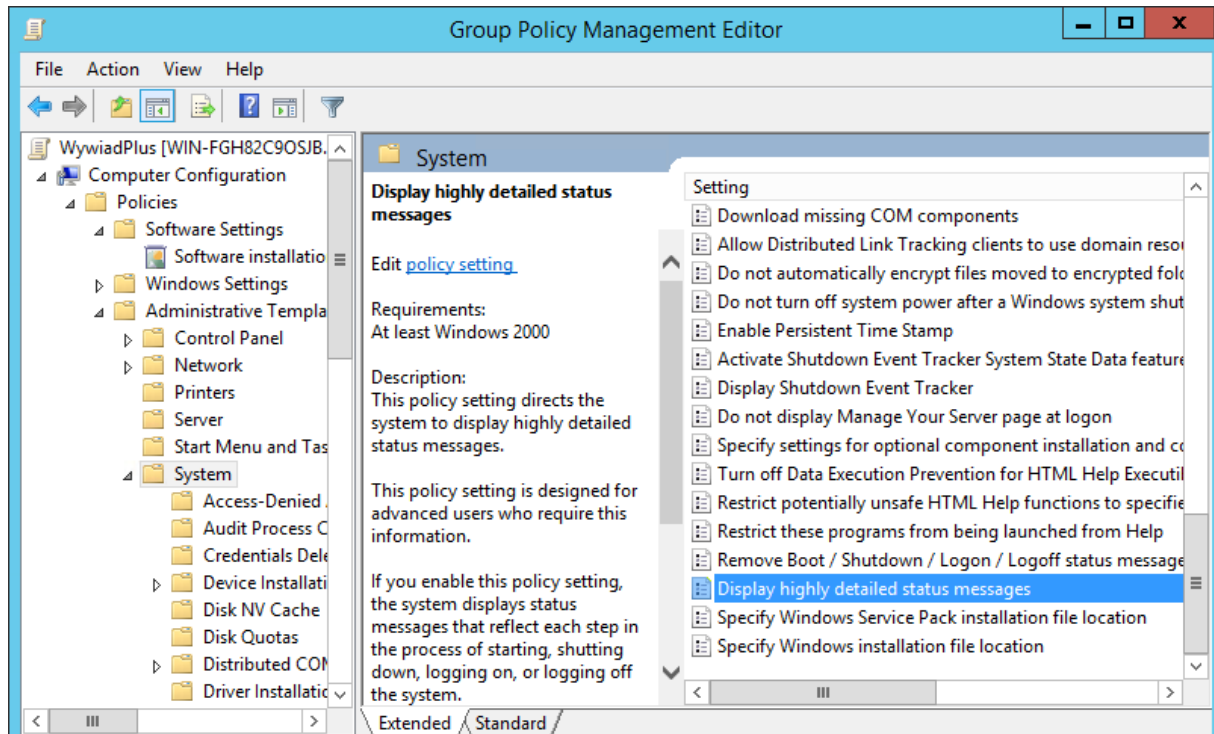 Group Policy Management Editor
File Action View Help
WywiadPlus [WIN-FGH82C9OSJB.
Computer Configuration
Policies
Software Settings
Software installatio
Windows Settings
Administrative Templa
Control Panel
Network
Printers
Server
Start Menu and Tas
System
Access-Denied
Audit Process C
Credentials Dele
Device Installati
Disk NV Cache
Disk Quotas
Distributed CO
Driver Installatio
System
Display highly detailed status
messages
Edit policy setting
Requirements:
At least Windows 2000
Description:
This policy setting directs the
system to display highly detailed
status messages.
This policy setting is designed for
advanced users who require this
information.
If you enable this policy setting,
the system displays status
messages that reflect each step in
the process of starting, shutting
down, logging on, or logging off
the system.
Setting
Download missing COM components
Allow Distributed Link Tracking clients to use domain resou
Do not automatically encrypt files moved to encrypted fold
Do not turn off system power after a Windows system shut
Enable Persistent Time Stamp
Activate Shutdown Event Tracker System State Data feature
Display Shutdown Event Tracker
Do not display Manage Your Server page at logon
Specify settings for optional component installation and co
Turn off Data Execution Prevention for HTML Help Executil
Restrict potentially unsafe HTML Help functions to specifie
Restrict these programs from being launched from Help
Remove Boot / Shutdown / Logon / Logoff status message
Display highly detailed status messages
Specify Windows Service Pack installation file location
Specify Windows installation file location
Extended Standard